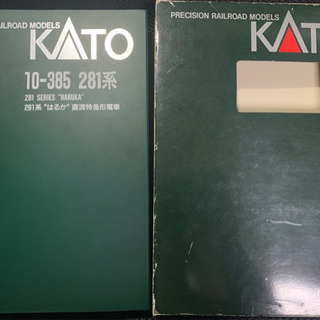 RAILROAD MODELS
KATO
10-385 281系
281 SERIES "HARUKA"
281系"はるか"直流特急形電車
PRECISION RAILROAD MODELS
KAT